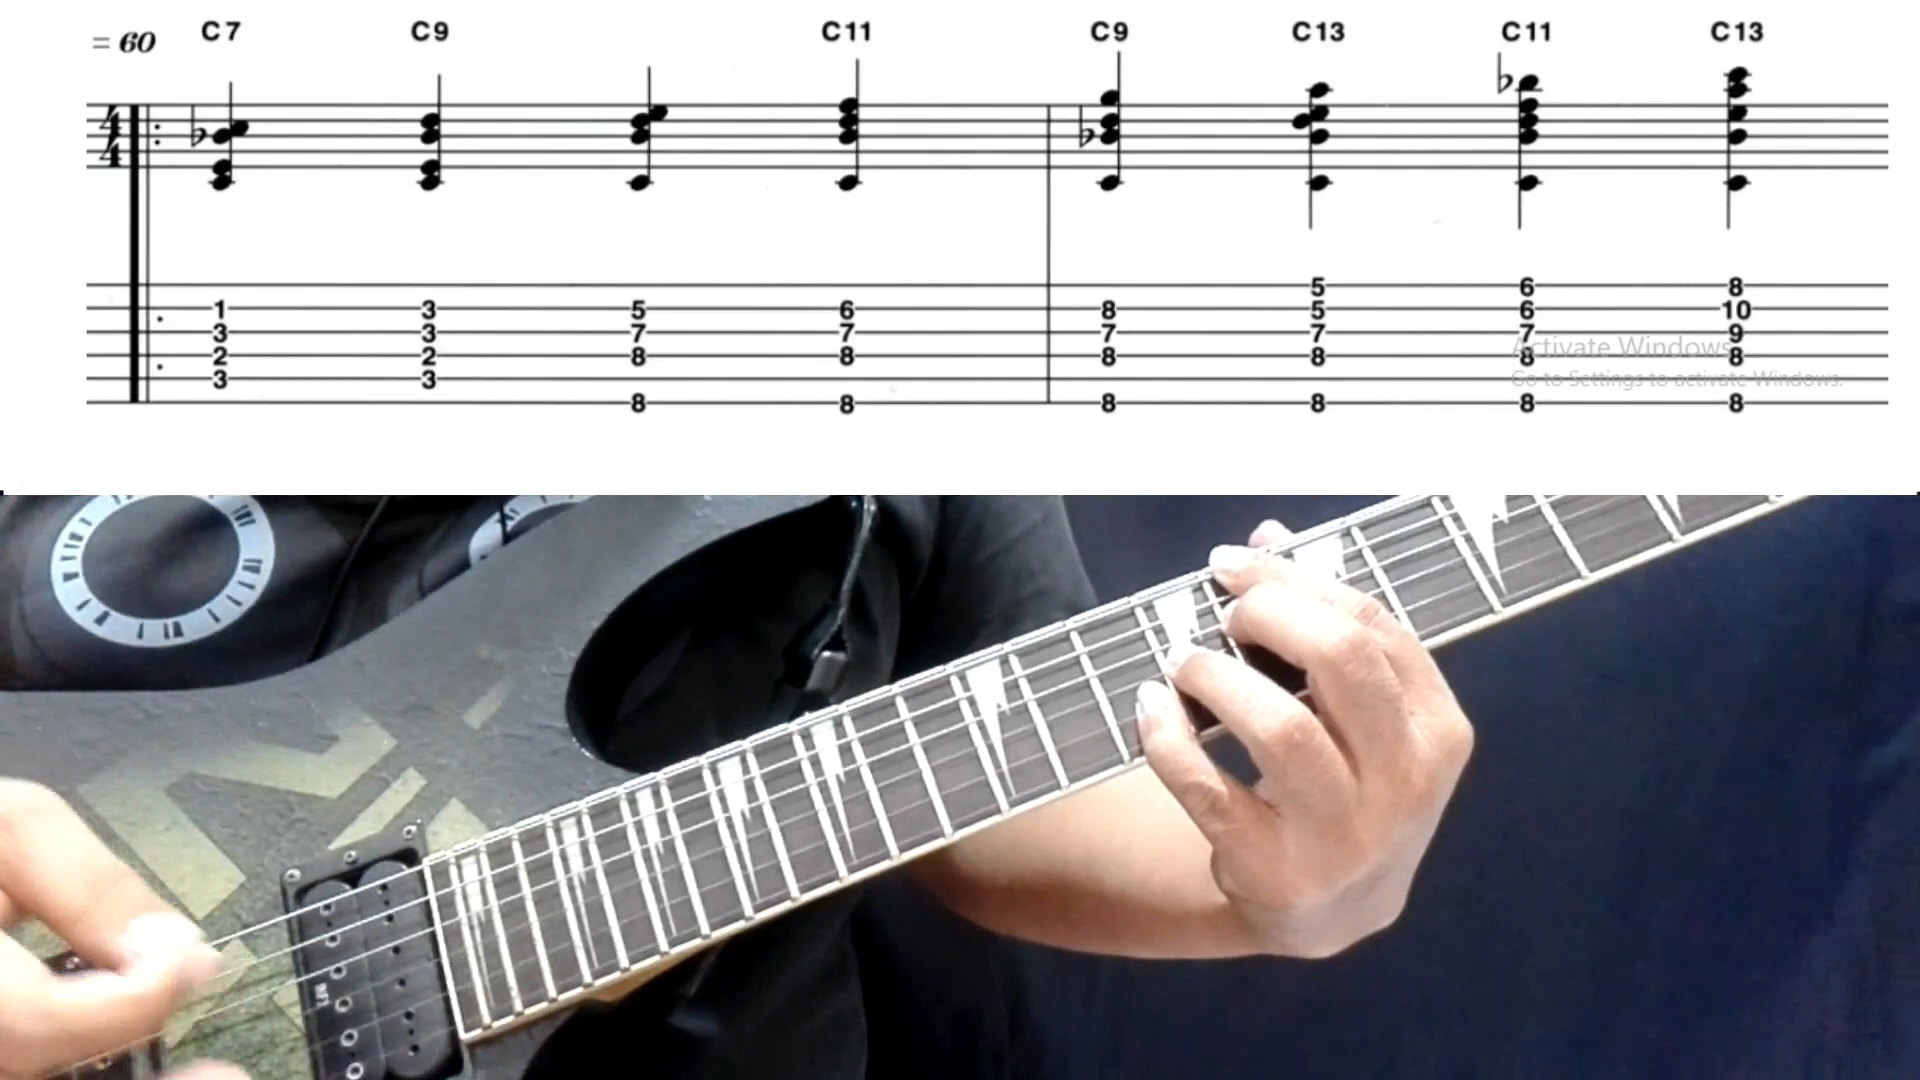 C7 C9 C11 C9 C13 C11 C13
= 60
4
4
5 6 8
1 3 5 6 8 5 6 10
3 3 7 7 7 7 7 9
2 2 8 8 8 8 8 8
3 3
8 8 8 8 8 8
Activate Windows
Go to Settings to activate Windows.